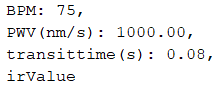 BPM: 75,
PWV(nm/s): 1000.00,
transittime(s): 0.08,
irValue